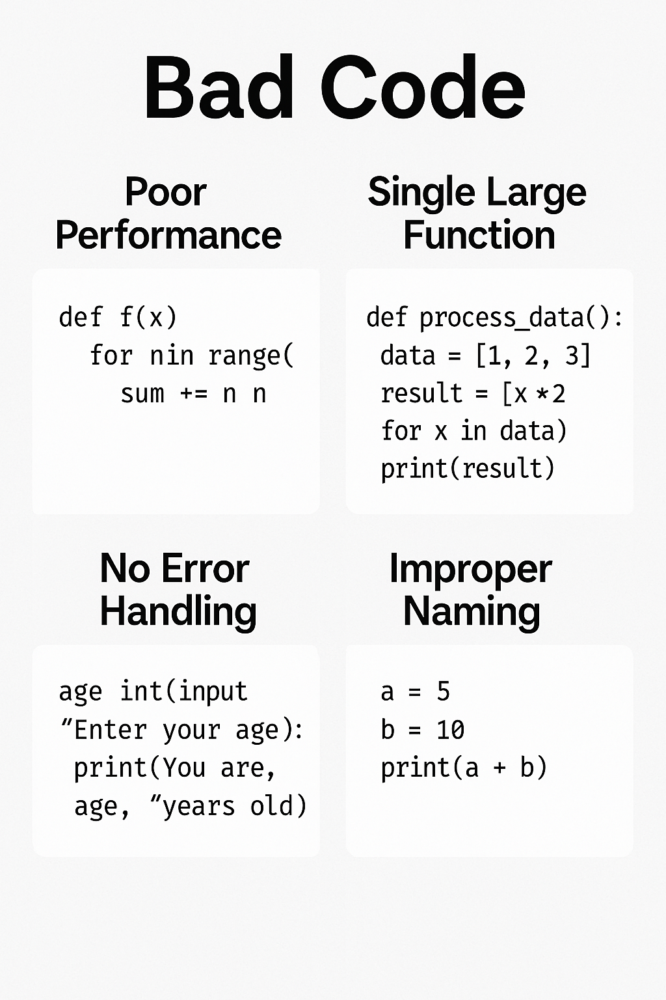 Bad Code
Poor
Performance
def f(x)
for nin range(
sum += n n
Single Large
Function
def process_data():
data = [1, 2, 3]
result = [x *2
for x in data)
print(result)
No Error
Handling
age int(input
“Enter your age):
print(You are,
age, “years old)
Improper
Naming
a = 5
b = 10
print(a + b)